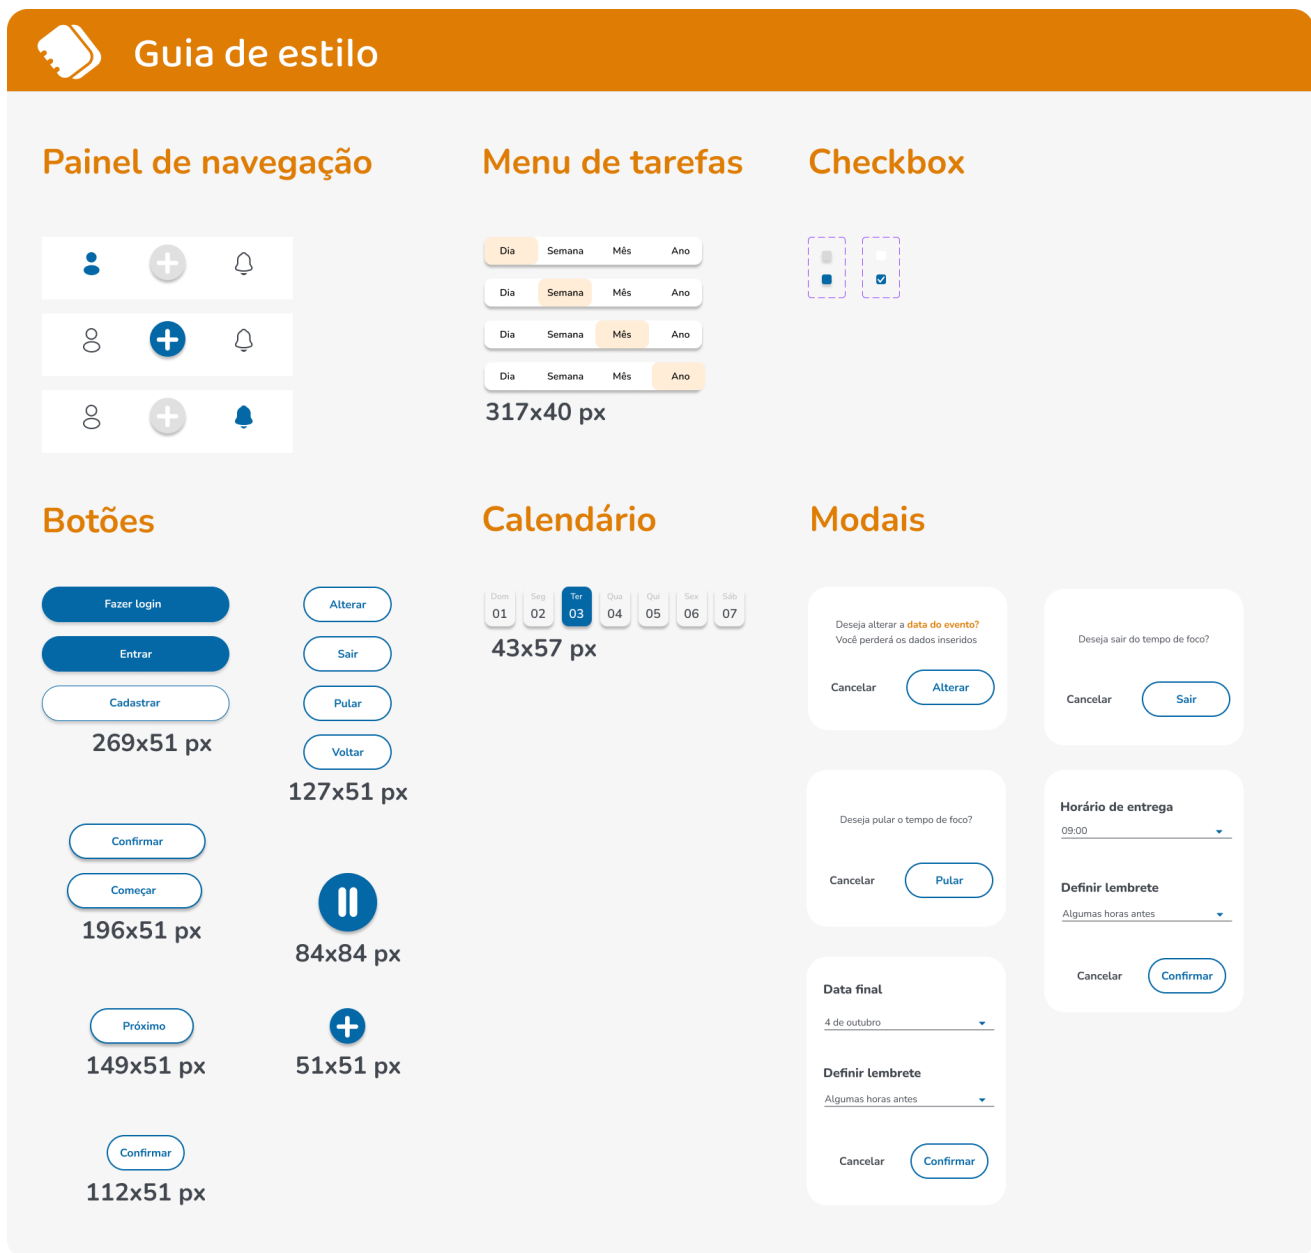 Guia de estilo
Painel de navegação
Menu de tarefas
Dia Semana Mês Ano
Dia Semana Mês Ano
Dia Semana Mês Ano
Dia Semana Mês Ano
317x40 px
Checkbox
Botões
Fazer login
Entrar
Cadastrar
269x51 px
Alterar
Sair
Pular
Voltar
127x51 px
Confirmar
Começar
196x51 px
84x84 px
Próximo
149x51 px
51x51 px
Confirmar
112x51 px
Calendário
Dom Seg Ter Qua Qui Sex Sáb
01 02 03 04 05 06 07
43x57 px
Modais
Deseja alterar a data do evento?
Você perderá os dados inseridos
Cancelar Alterar
Deseja sair do tempo de foco?
Cancelar Sair
Deseja pular o tempo de foco?
Cancelar Pular
Horário de entrega
09:00
Definir lembrete
Algumas horas antes
Cancelar Confirmar
Data final
4 de outubro
Definir lembrete
Algumas horas antes
Cancelar Confirmar